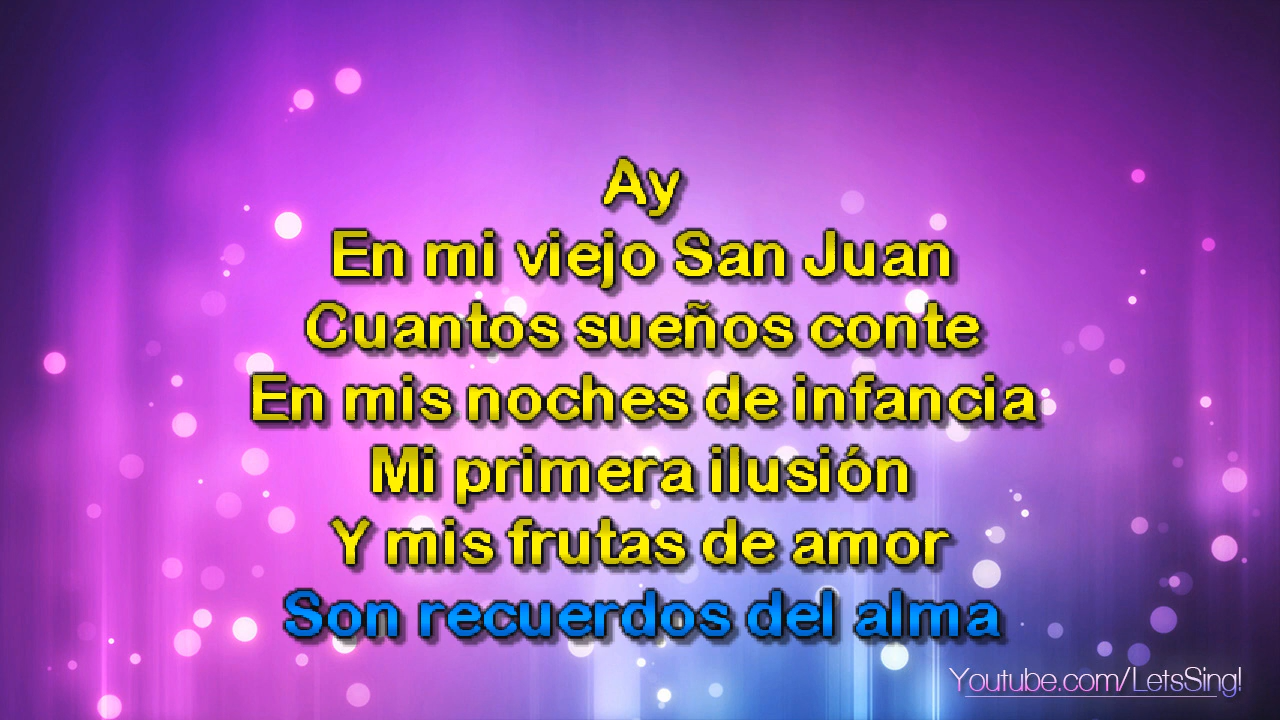 Ay
En mi viejo San Juan
Cuantos sueños conte
En mis noches de infancia
Mi primera ilusión
Y mis frutas de amor
Son recuerdos del alma
Youtube.com/LetsSing!